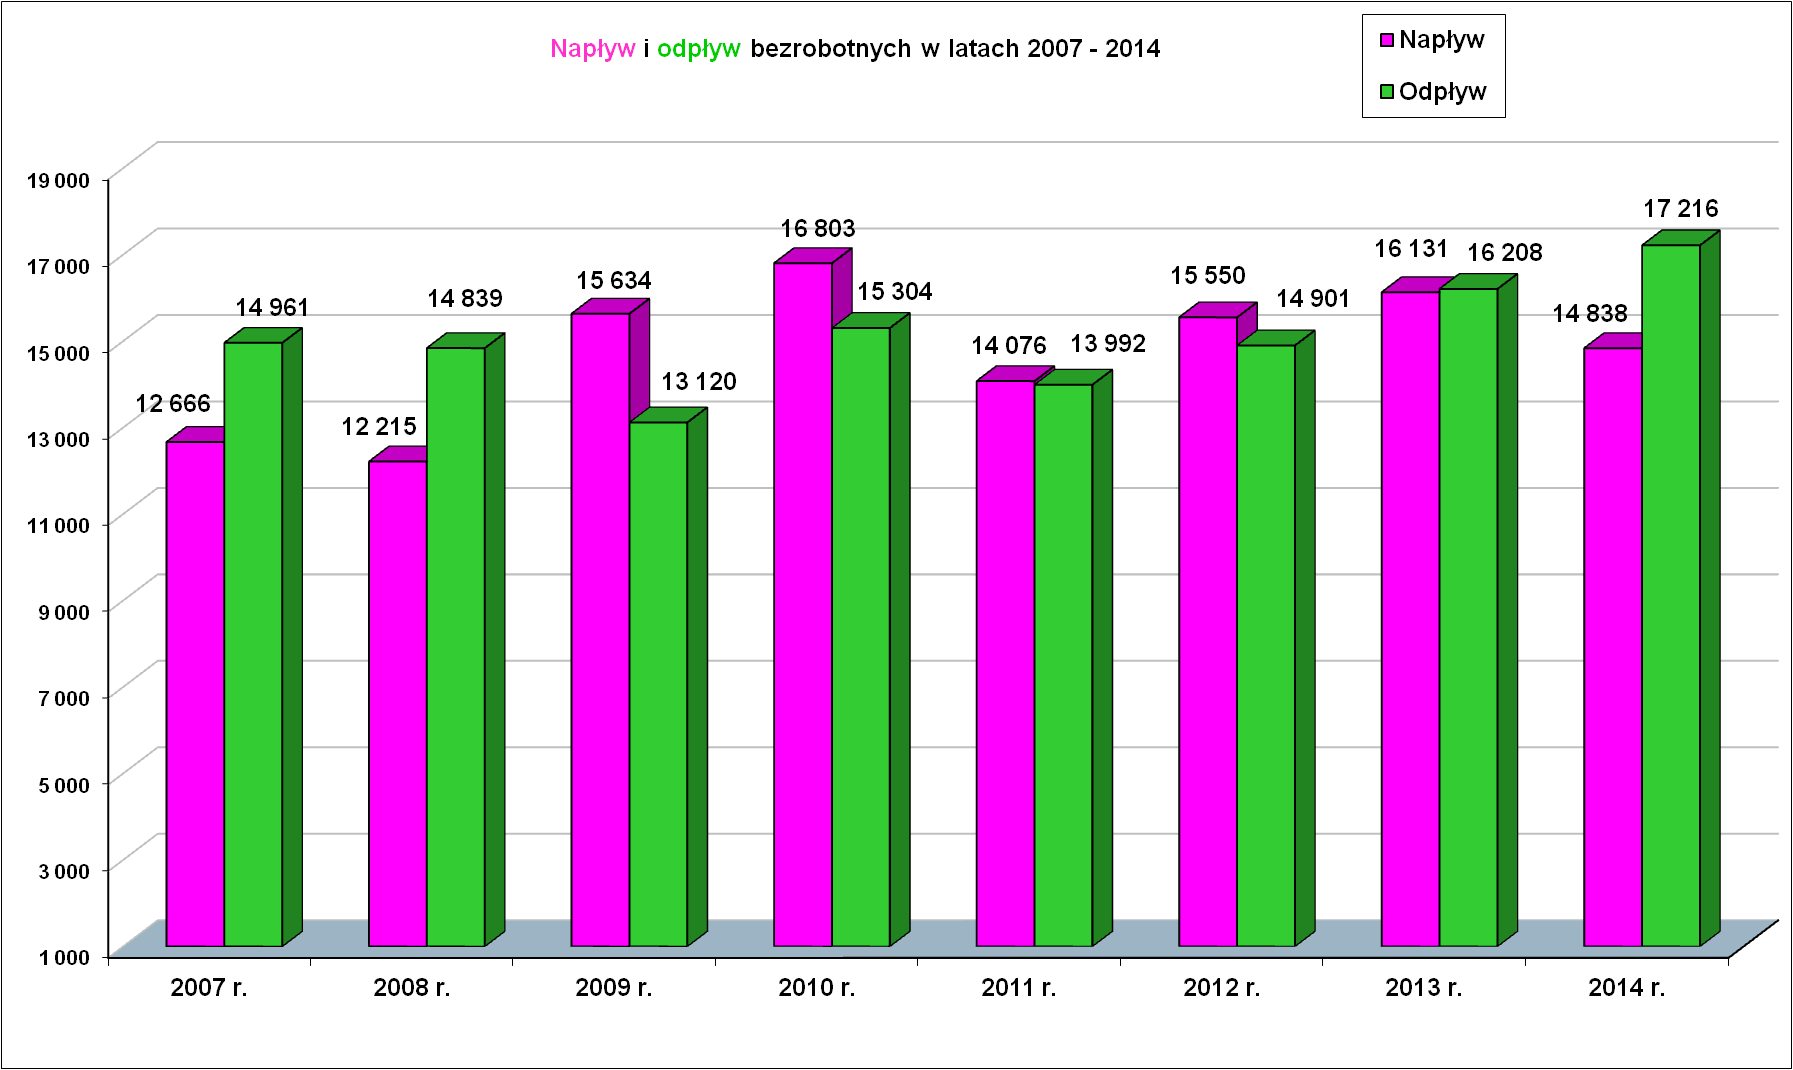 Napływ i odpływ bezrobotnych w latach 2007 - 2014
Napływ
Odpływ
19 000
17 000
15 000
13 000
11 000
9 000
7 000
5 000
3 000
1 000
12 666
14 961
12 215
14 839
15 634
13 120
16 803
15 304
14 076
13 992
15 550
14 901
16 131
16 208
14 838
17 216
2007 r.
2008 r.
2009 r.
2010 r.
2011 r.
2012 r.
2013 r.
2014 r.